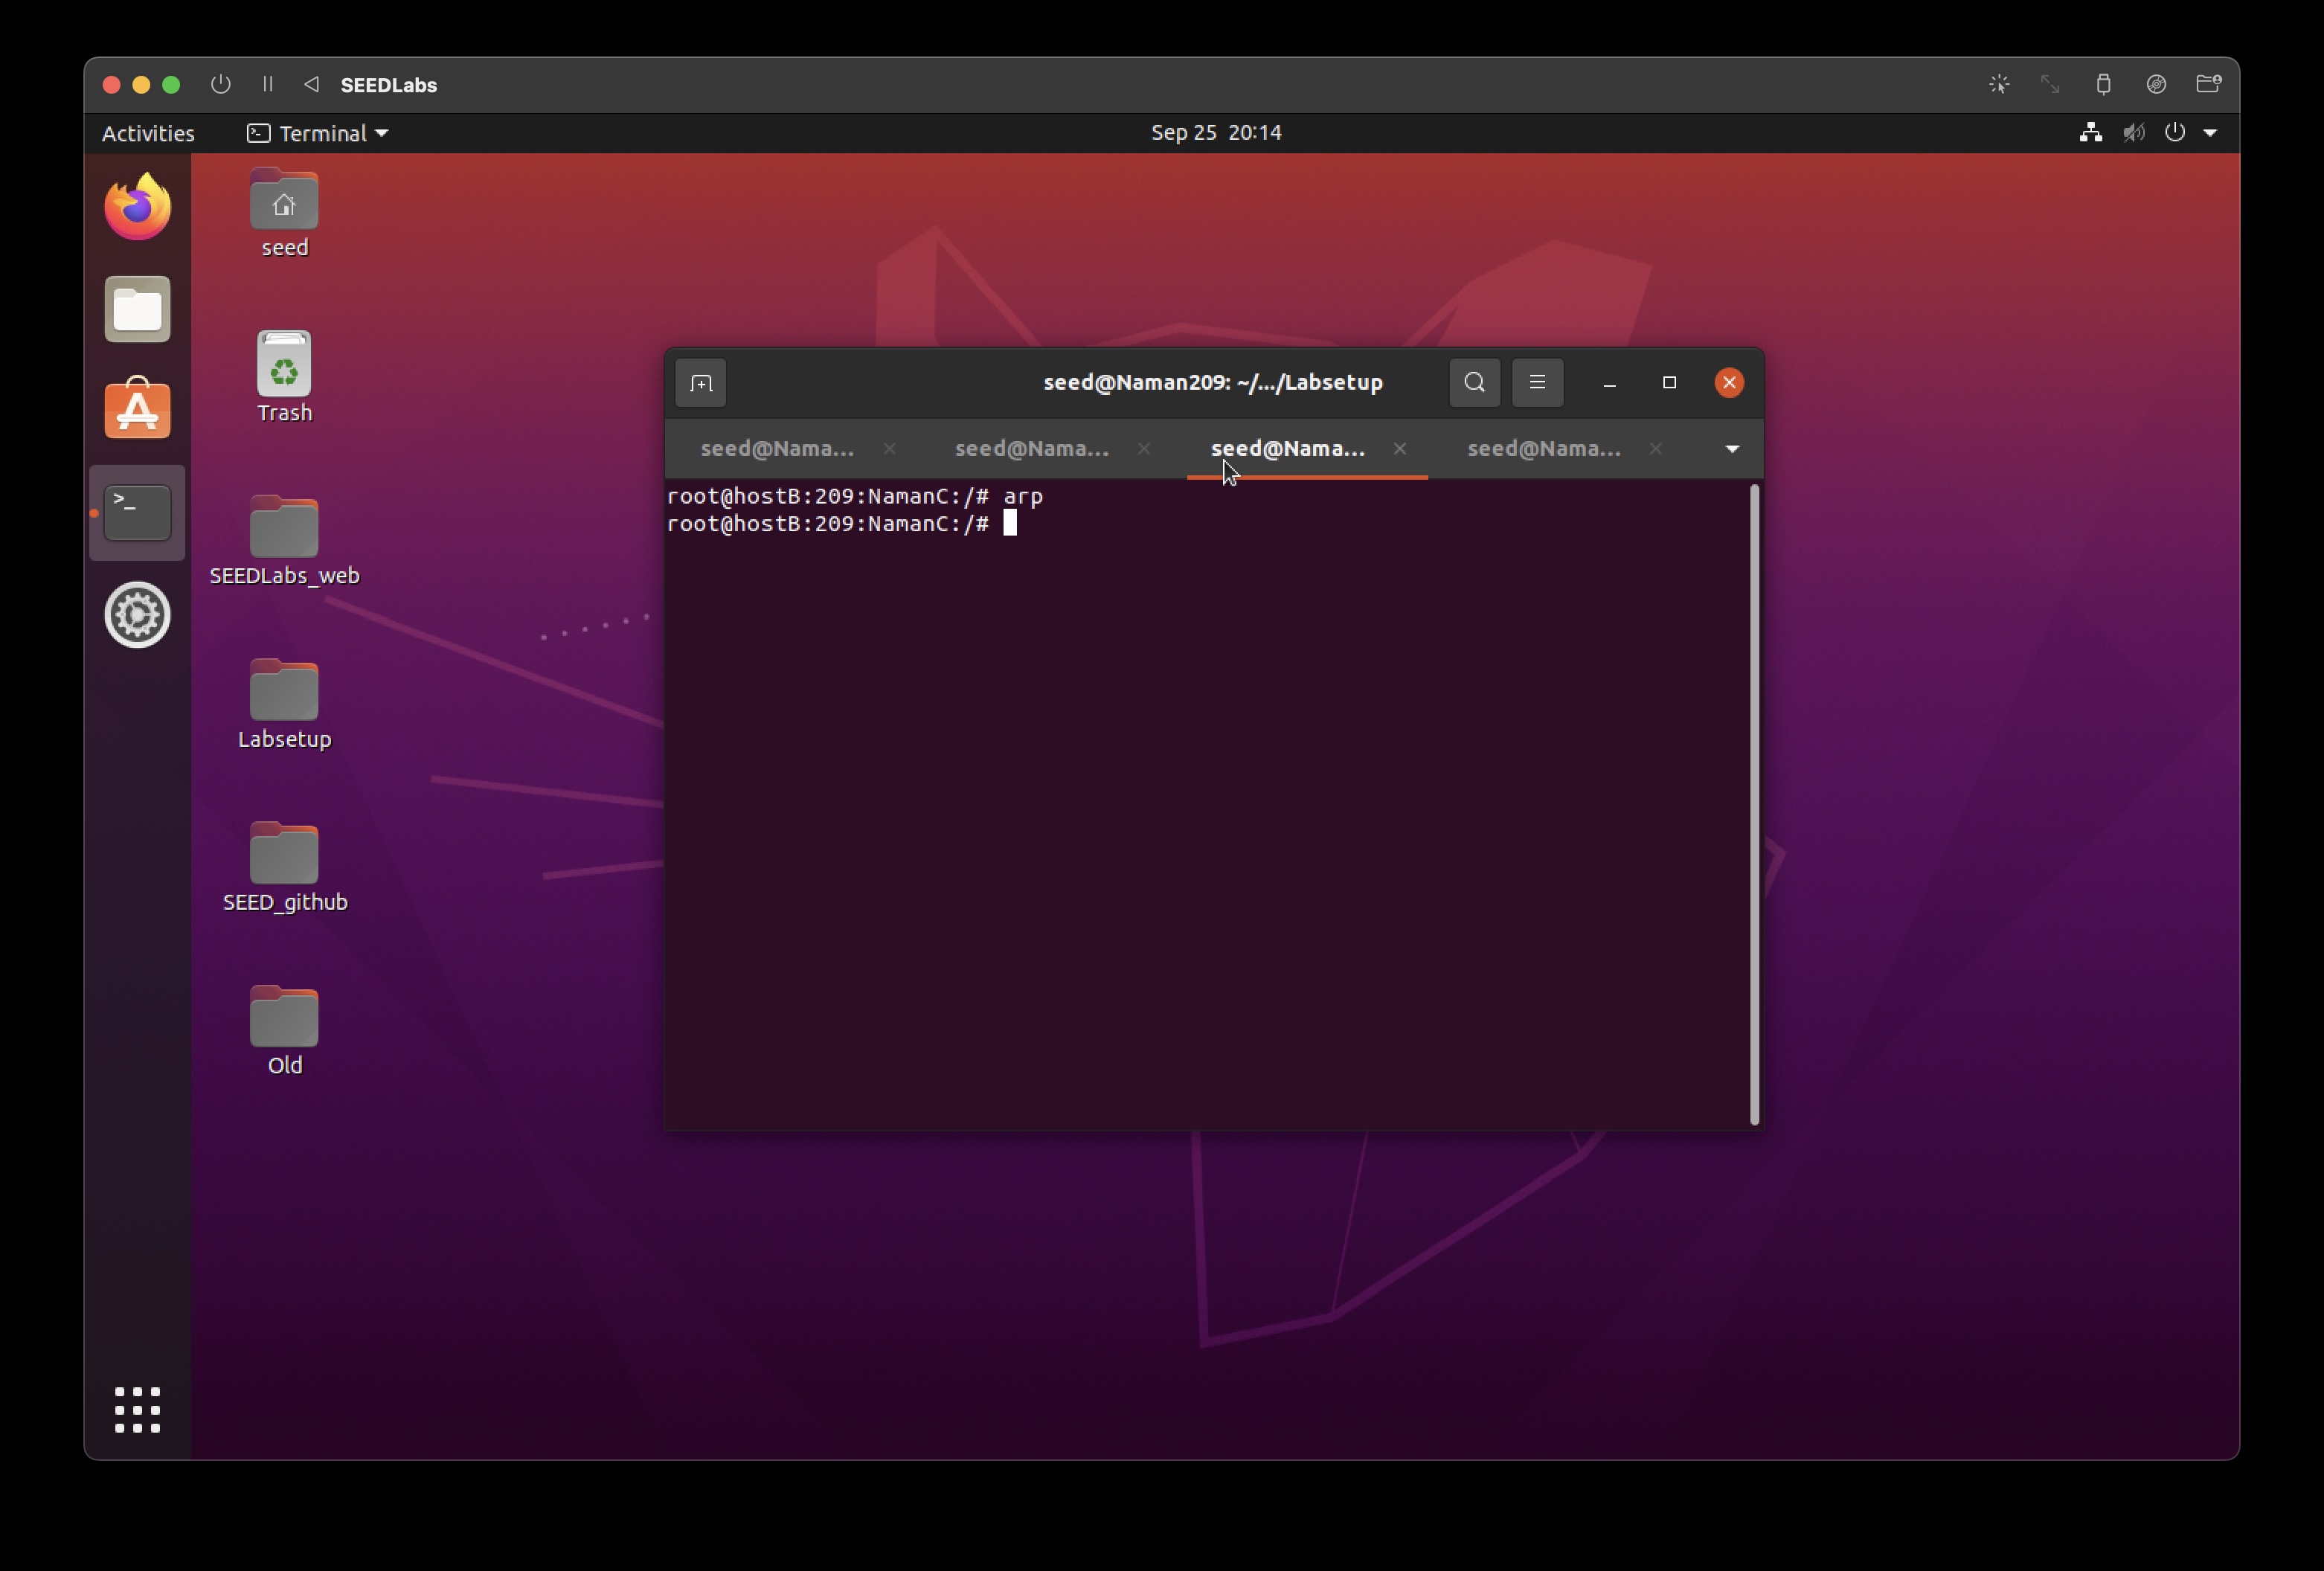 SEEDLabs
Activities
Terminal
Sep 25 20:14
seed
Trash
SEEDLabs_web
Labsetup
SEED_github
Old
seed@Naman209: ~/.../Labsetup
seed@Nama...
seed@Nama...
seed@Nama...
seed@Nama...
root@hostB:209:NamanC:/# arp
root@hostB:209:NamanC:/#